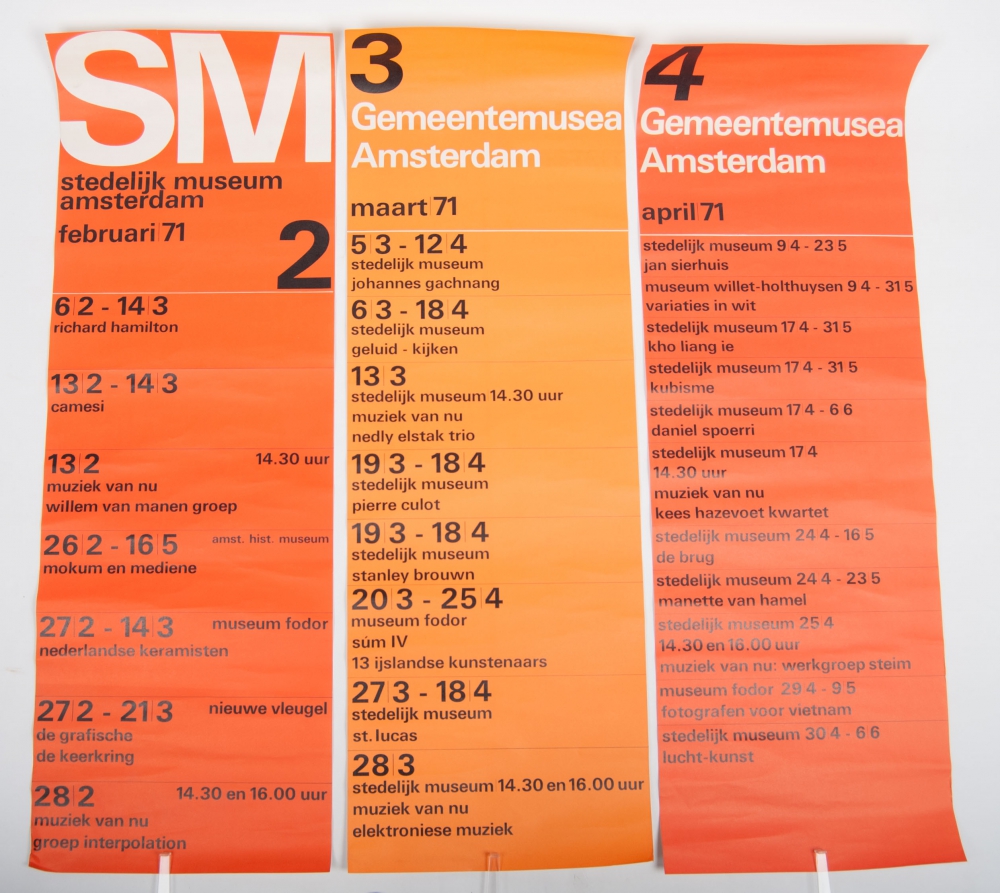 SM
stedelijk museum
amsterdam
februari|71
2
6|2 - 14|3
richard hamilton
13|2 - 14|3
camesi
13|2 14.30 uur
muziek van nu
willem van manen groep
26|2 - 16|5 amst. hist. museum
mokum en mediene
27|2 - 14|3 museum fodor
nederlandse keramisten
27|2 - 21|3 nieuwe vleugel
de grafische
de keerkring
28|2 14.30 en 16.00 uur
muziek van nu
groep interpolation
3
Gemeentemusea
Amsterdam
maart|71
5|3 - 12|4
stedelijk museum
johannes gachnang
6|3 - 18|4
stedelijk museum
geluid - kijken
13|3
stedelijk museum 14.30 uur
muziek van nu
nedly elstak trio
19|3 - 18|4
stedelijk museum
pierre culot
19|3 - 18|4
stedelijk museum
stanley brouwn
20|3 - 25|4
museum fodor
súm IV
13 ijslandse kunstenaars
27|3 - 18|4
stedelijk museum
st. lucas
28|3
stedelijk museum 14.30 en 16.00 uur
muziek van nu
elektroniese muziek
4
Gemeentemusea
Amsterdam
april|71
stedelijk museum 9 4 - 23 5
jan sierhuis
museum willet-holthuysen 9 4 - 31 5
variaties in wit
stedelijk museum 17 4 - 31 5
kho liang ie
stedelijk museum 17 4 - 31 5
kubisme
stedelijk museum 17 4 - 6 6
daniel spoerri
stedelijk museum 17 4
14.30 uur
muziek van nu
kees hazevoet kwartet
stedelijk museum 24 4 - 16 5
de brug
stedelijk museum 24 4 - 23 5
manette van hamel
stedelijk museum 25 4
14.30 en 16.00 uur
muziek van nu: werkgroep steim
museum fodor 29 4 - 9 5
fotografen voor vietnam
stedelijk museum 30 4 - 6 6
lucht-kunst